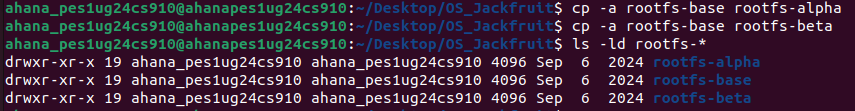 ahana_pes1ug24cs910@ahanapes1ug24cs910:~/Desktop/OS_Jackfruit$ cp -a rootfs-base rootfs-alpha
ahana_pes1ug24cs910@ahanapes1ug24cs910:~/Desktop/OS_Jackfruit$ cp -a rootfs-base rootfs-beta
ahana_pes1ug24cs910@ahanapes1ug24cs910:~/Desktop/OS_Jackfruit$ ls -ld rootfs-*
drwxr-xr-x 19 ahana_pes1ug24cs910 ahana_pes1ug24cs910 4096 Sep  6  2024 rootfs-alpha
drwxr-xr-x 19 ahana_pes1ug24cs910 ahana_pes1ug24cs910 4096 Sep  6  2024 rootfs-base
drwxr-xr-x 19 ahana_pes1ug24cs910 ahana_pes1ug24cs910 4096 Sep  6  2024 rootfs-beta